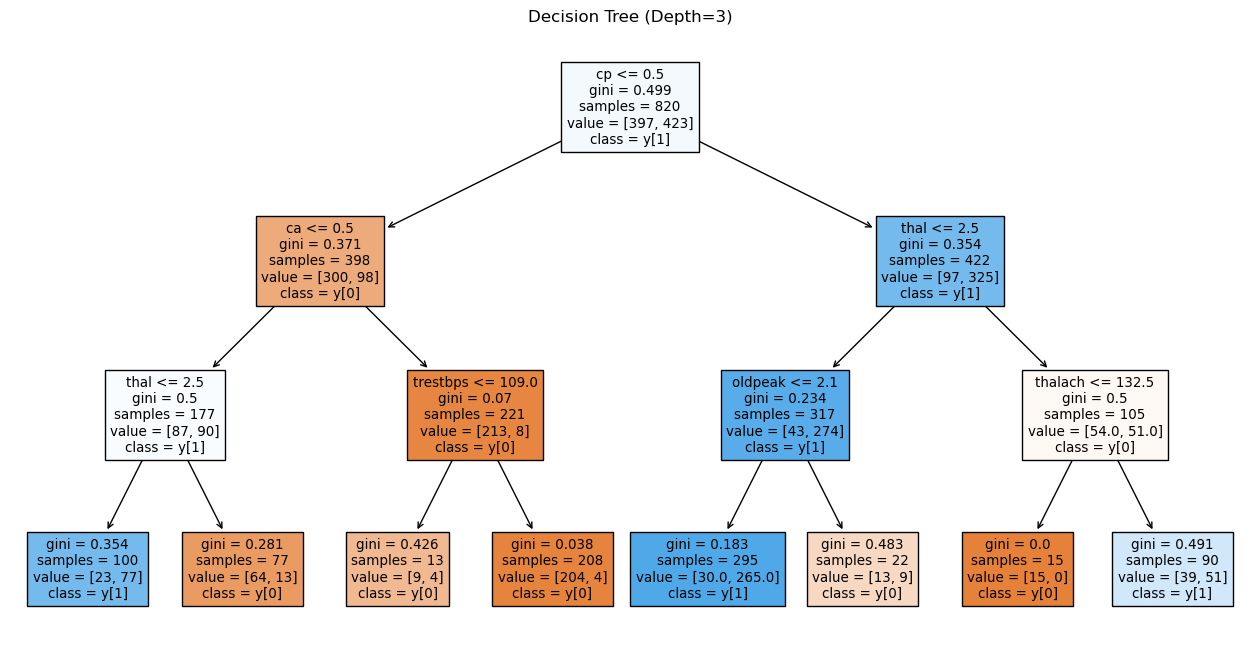 Decision Tree (Depth=3)
cp <= 0.5
gini = 0.499
samples = 820
value = [397, 423]
class = y[1]
ca <= 0.5
gini = 0.371
samples = 398
value = [300, 98]
class = y[0]
thal <= 2.5
gini = 0.354
samples = 422
value = [97, 325]
class = y[1]
thal <= 2.5
gini = 0.5
samples = 177
value = [87, 90]
class = y[1]
trestbps <= 109.0
gini = 0.07
samples = 221
value = [213, 8]
class = y[0]
oldpeak <= 2.1
gini = 0.234
samples = 317
value = [43, 274]
class = y[1]
thalach <= 132.5
gini = 0.5
samples = 105
value = [54.0, 51.0]
class = y[0]
gini = 0.354
samples = 100
value = [23, 77]
class = y[1]
gini = 0.281
samples = 77
value = [64, 13]
class = y[0]
gini = 0.426
samples = 13
value = [9, 4]
class = y[0]
gini = 0.038
samples = 208
value = [204, 4]
class = y[0]
gini = 0.183
samples = 295
value = [30.0, 265.0]
class = y[1]
gini = 0.483
samples = 22
value = [13, 9]
class = y[0]
gini = 0.0
samples = 15
value = [15, 0]
class = y[0]
gini = 0.491
samples = 90
value = [39, 51]
class = y[1]